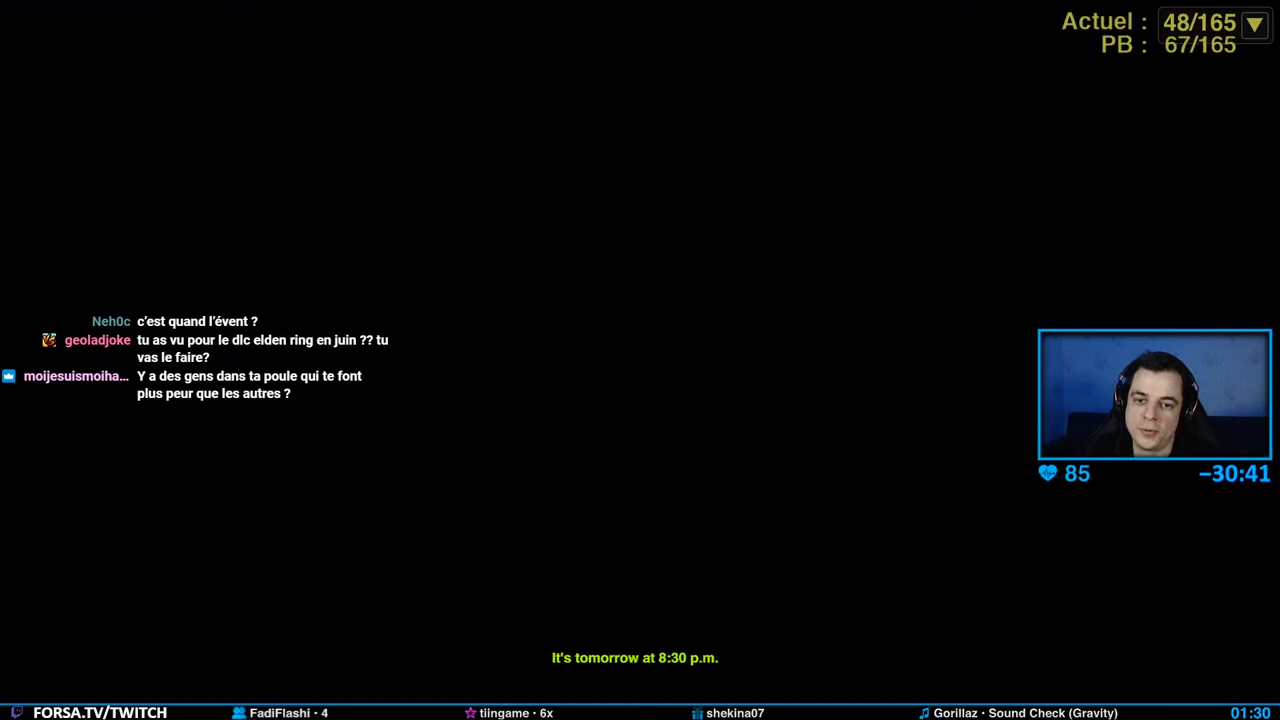 Actuel : 48/165
PB : 67/165
Neh0c c’est quand l’évent ?
geoladjoke tu as vu pour le dlc elden ring en juin ?? tu
vas le faire?
moijesuismoiha... Y a des gens dans ta poule qui te font
plus peur que les autres ?
85 −30:41
It's tomorrow at 8:30 p.m.
FORSA.TV/TWITCH FadiFlashi · 4 tiingame · 6x shekina07 Gorillaz · Sound Check (Gravity) 01:30